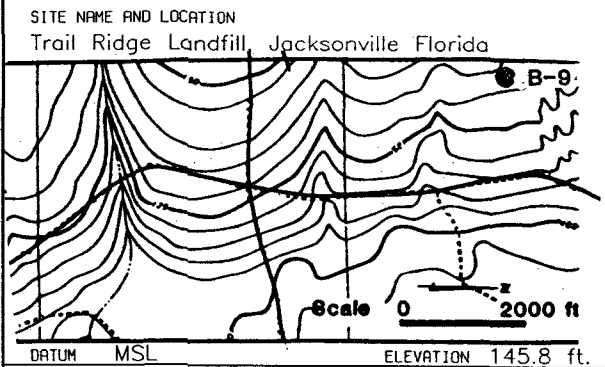 SITE NAME AND LOCATION
Trail Ridge Landfill, Jacksonville Florida
B-9
Z
Scale 0 2000 ft
DATUM MSL ELEVATION 145.8 ft.